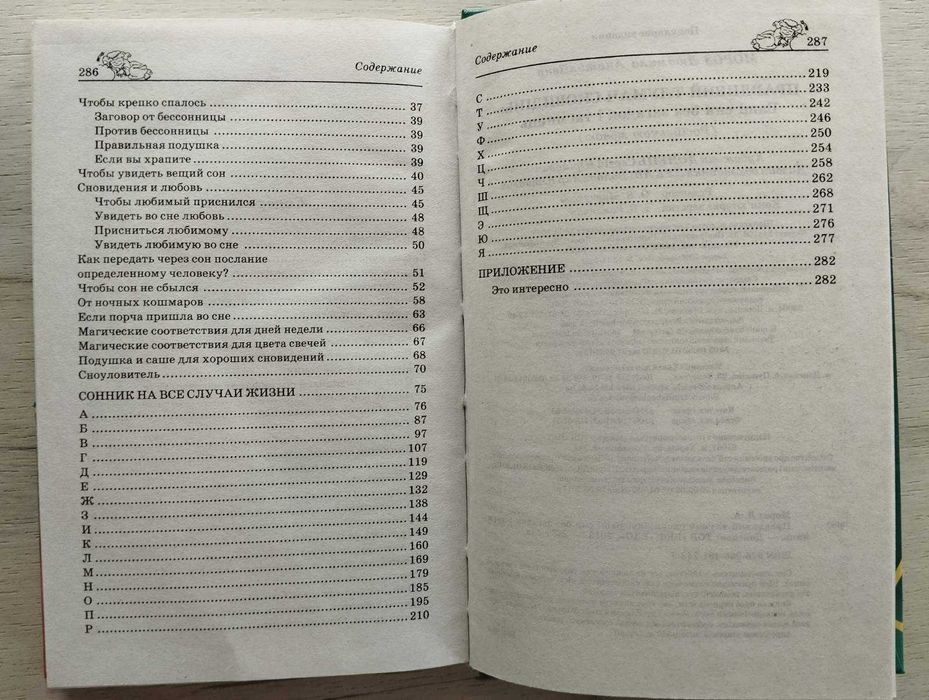 286
Содержание
Чтобы крепко спалось 37
Заговор от бессонницы 39
Против бессонницы 39
Правильная подушка 39
Если вы храпите 39
Чтобы увидеть вещий сон 40
Сновидения и любовь 45
Чтобы любимый приснился 45
Увидеть во сне любовь 48
Присниться любимому 48
Увидеть любимую во сне 50
Как передать через сон послание
определенному человеку? 51
Чтобы сон не сбылся 52
От ночных кошмаров 58
Если порча пришла во сне 63
Магические соответствия для дней недели 66
Магические соответствия для цвета свечей 67
Подушка и саше для хороших сновидений 68
Сноуловитель 70
СОННИК НА ВСЕ СЛУЧАИ ЖИЗНИ 75
А 76
Б 87
В 97
Г 107
Д 119
Е 129
Ж 132
З 138
И 144
К 149
Л 160
М 169
Н 179
О 185
П 195
Р 210
Содержание
287
С 219
Т 233
У 242
Ф 246
Х 250
Ц 254
Ч 258
Ш 262
Щ 268
Э 271
Ю 276
Я 277
ПРИЛОЖЕНИЕ 282
Это интересно 282